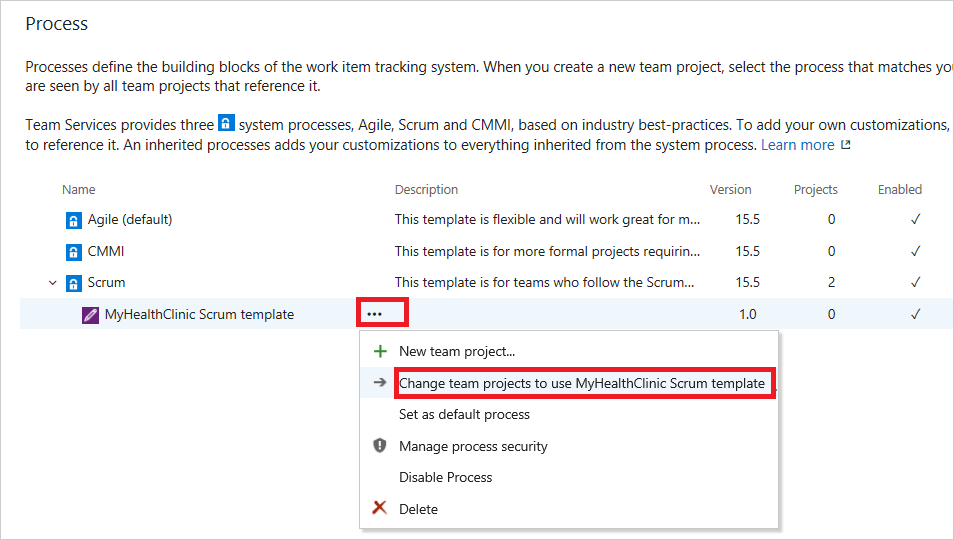 Process
Processes define the building blocks of the work item tracking system. When you create a new team project, select the process that matches
are seen by all team projects that reference it.
Team Services provides three system processes, Agile, Scrum and CMMI, based on industry best-practices. To add your own customizations,
to reference it. An inherited processes adds your customizations to everything inherited from the system process. Learn more
Name Description Version Projects Enabled
Agile (default) This template is flexible and will work great for m... 15.5 0 ✓
CMMI This template is for more formal projects requirin... 15.5 0 ✓
Scrum This template is for teams who follow the Scrum... 15.5 2 ✓
MyHealthClinic Scrum template ... 1.0 0 ✓
New team project...
Change team projects to use MyHealthClinic Scrum template
Set as default process
Manage process security
Disable Process
Delete